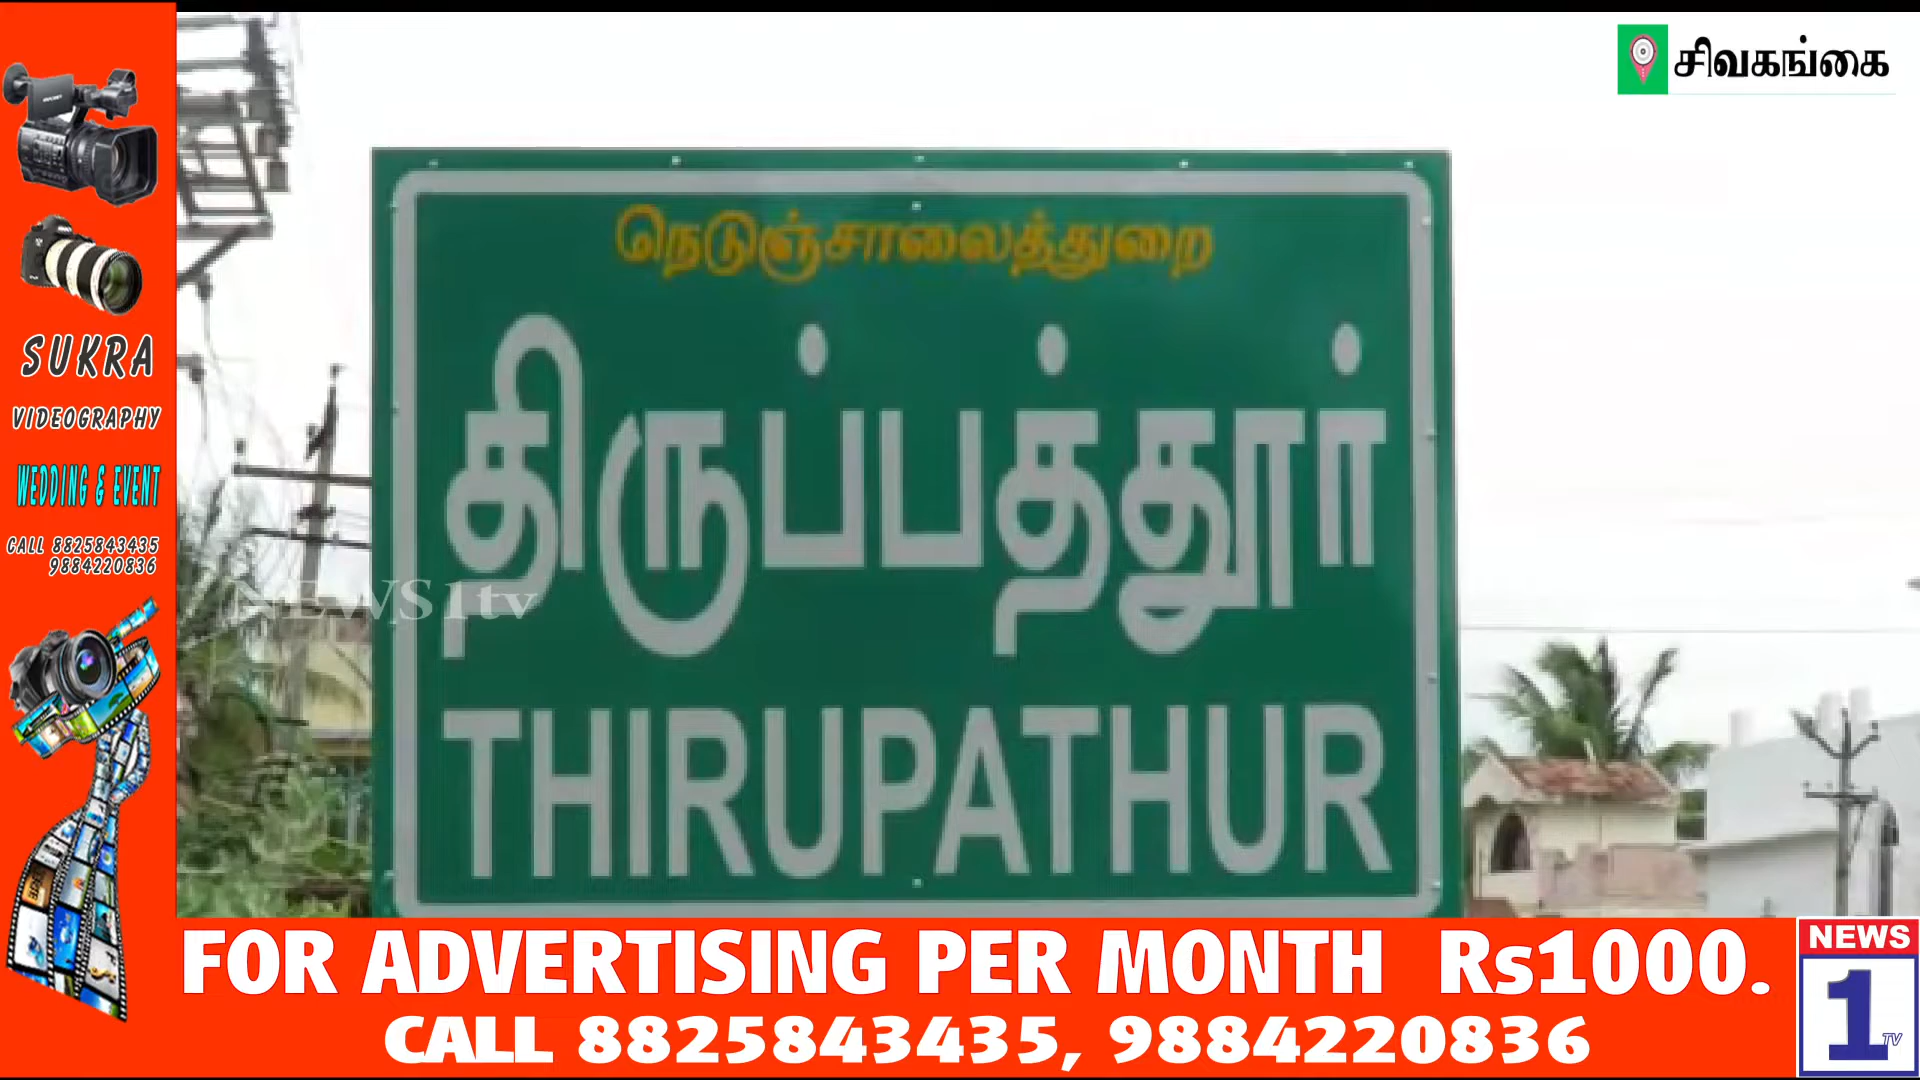 சிவகங்கை
நெடுஞ்சாலைத்துறை
திருப்பத்தூர்
THIRUPATHUR
NEWS1tv
SUKRA
VIDEOGRAPHY
WEDDING & EVENT
CALL 8825843435
9884220836
FOR ADVERTISING PER MONTH Rs1000.
CALL 8825843435, 9884220836
NEWS
1
TV